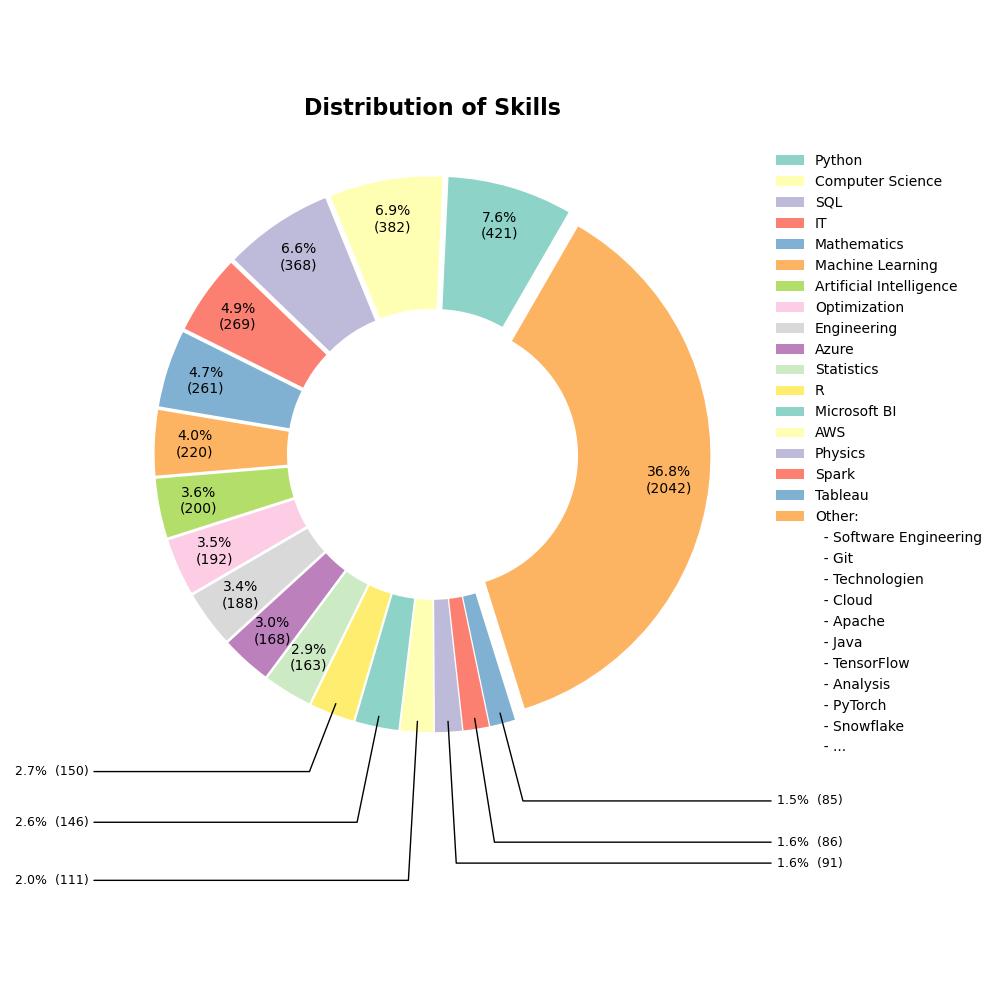 Distribution of Skills
7.6%
(421)
6.9%
(382)
6.6%
(368)
4.9%
(269)
4.7%
(261)
4.0%
(220)
3.6%
(200)
3.5%
(192)
3.4%
(188)
3.0%
(168)
2.9%
(163)
2.7%  (150)
2.6%  (146)
2.0%  (111)
1.6%  (91)
1.6%  (86)
1.5%  (85)
36.8%
(2042)
Python
Computer Science
SQL
IT
Mathematics
Machine Learning
Artificial Intelligence
Optimization
Engineering
Azure
Statistics
R
Microsoft BI
AWS
Physics
Spark
Tableau
Other:
- Software Engineering
- Git
- Technologien
- Cloud
- Apache
- Java
- TensorFlow
- Analysis
- PyTorch
- Snowflake
- ...